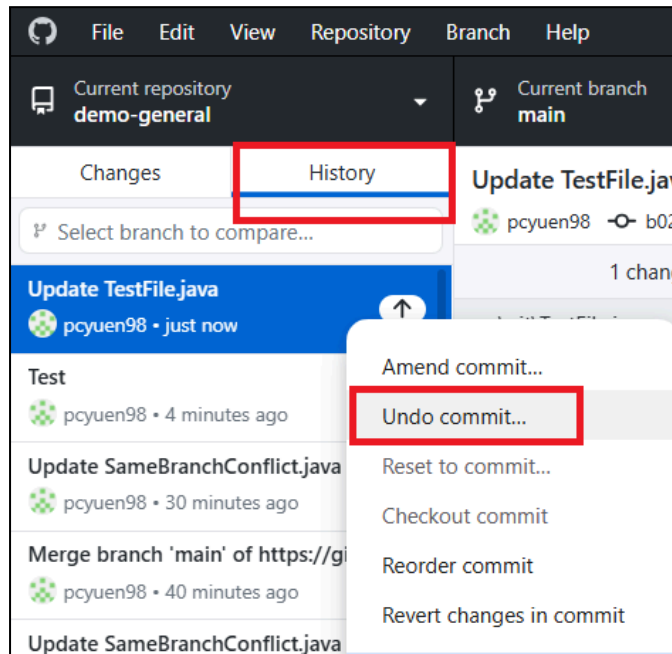 File Edit View Repository Branch Help
Current repository
demo-general
Current branch
main
Changes
History
Select branch to compare...
Update TestFile.java
pcyuen98 • just now
Test
pcyuen98 • 4 minutes ago
Update SameBranchConflict.java
pcyuen98 • 30 minutes ago
Merge branch 'main' of https://gi
pcyuen98 • 40 minutes ago
Update SameBranchConflict.java
Update TestFile.jav
pcyuen98 b02
1 chan
Amend commit...
Undo commit...
Reset to commit...
Checkout commit
Reorder commit
Revert changes in commit